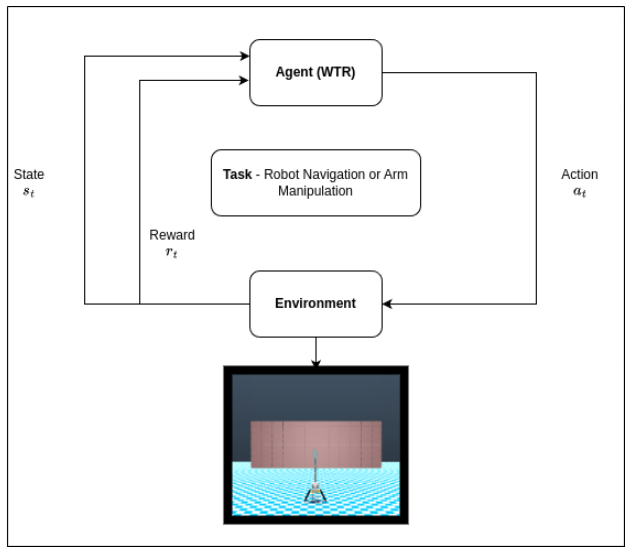 Agent (WTR)
Task - Robot Navigation or Arm
Manipulation
State
s_t
Action
a_t
Reward
r_t
Environment